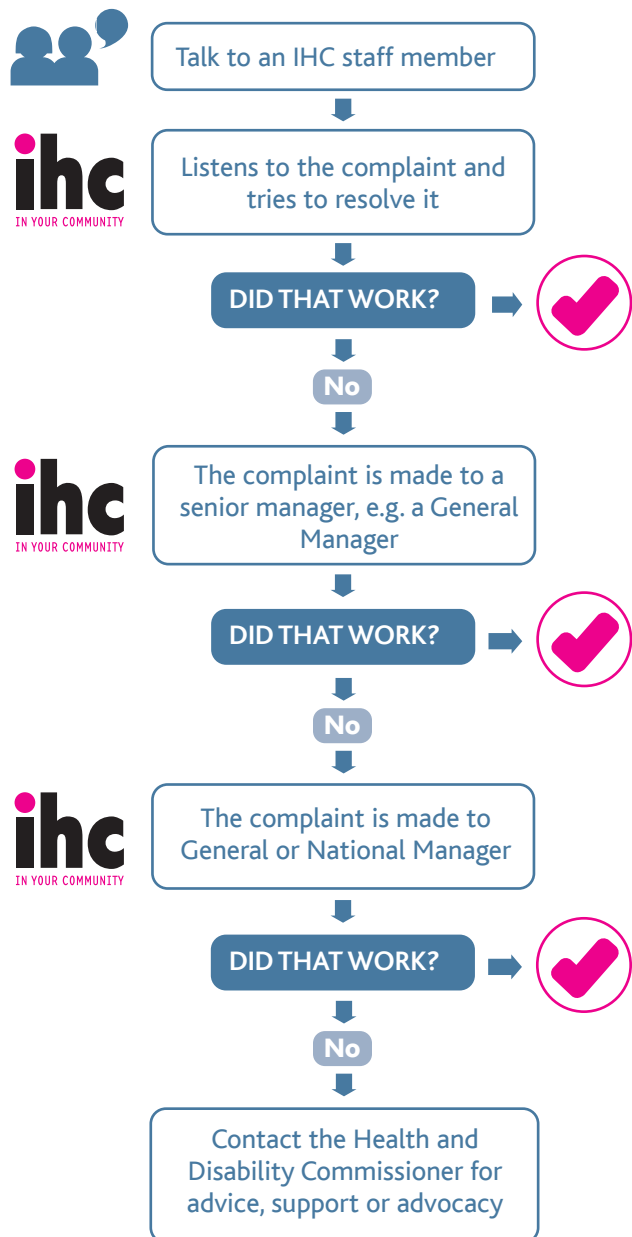 Talk to an IHC staff member
ihc
IN YOUR COMMUNITY
Listens to the complaint and
tries to resolve it
DID THAT WORK?
No
ihc
IN YOUR COMMUNITY
The complaint is made to a
senior manager, e.g. a General
Manager
DID THAT WORK?
No
ihc
IN YOUR COMMUNITY
The complaint is made to
General or National Manager
DID THAT WORK?
No
Contact the Health and
Disability Commissioner for
advice, support or advocacy